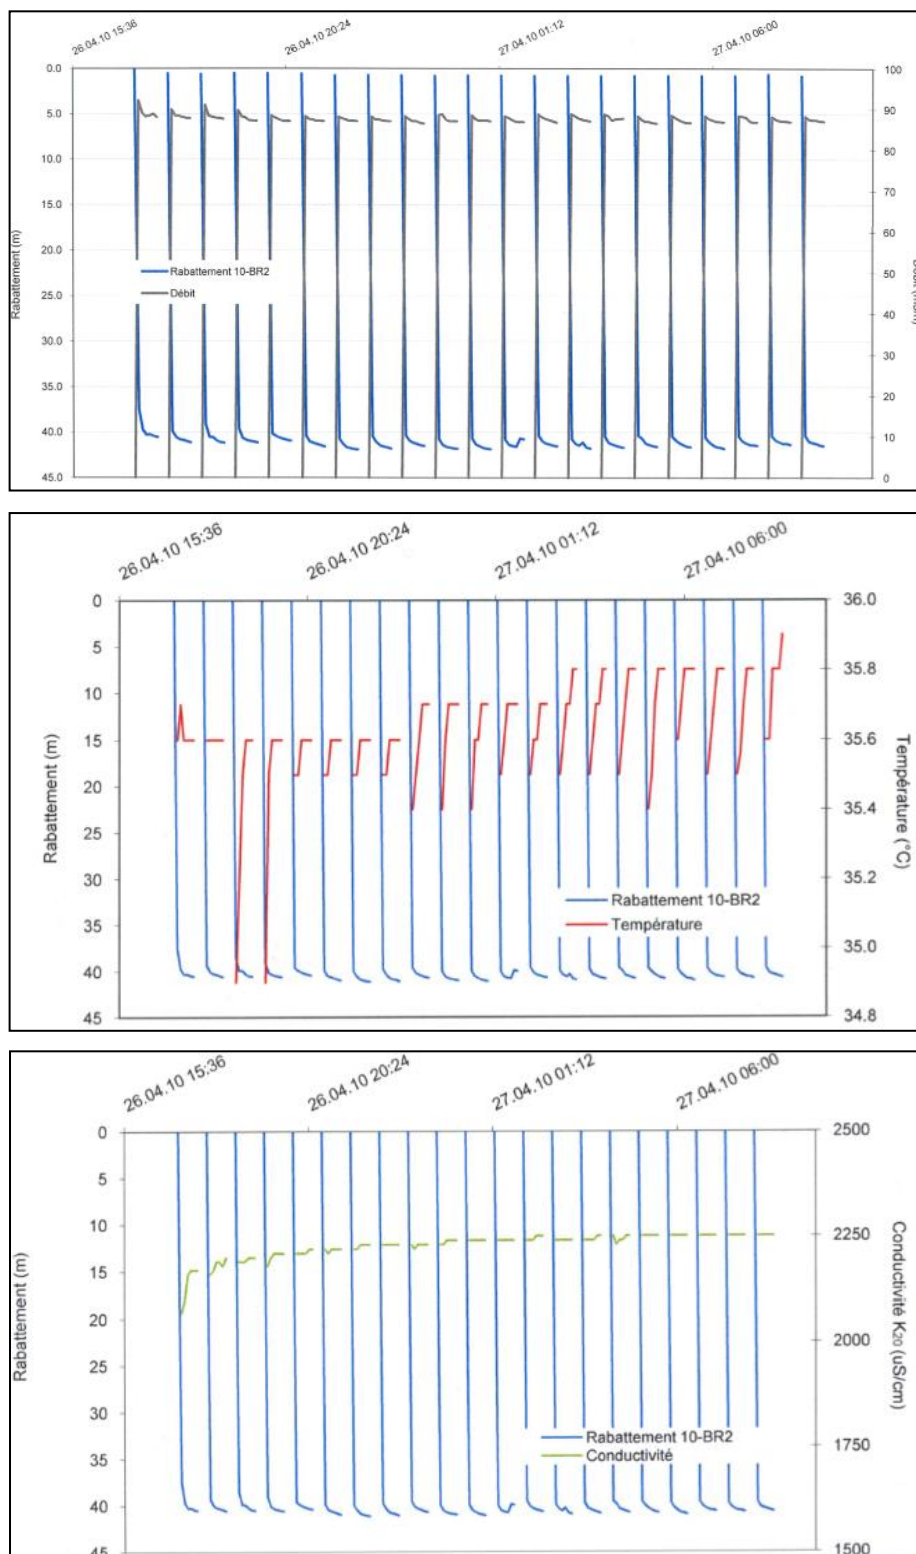 26.04.10 15:36 26.04.10 20:24 27.04.10 01:12 27.04.10 06:00
0.0 100
5.0 90
10.0 80
15.0 70
20.0 60
25.0 50
30.0 40
35.0 30
40.0 20
45.0 10
0
Rabattement (m)
Rabattement 10-BR2
Débit
26.04.10 15:36 26.04.10 20:24 27.04.10 01:12 27.04.10 06:00
0 36.0
5 35.8
10 35.6
15 35.4
20 35.2
25 35.0
30 34.8
35
40
45
Rabattement (m)
Température (°C)
Rabattement 10-BR2
Température
26.04.10 15:36 26.04.10 20:24 27.04.10 01:12 27.04.10 06:00
0 2500
5 2250
10 2000
15 1750
20 1500
25
30
35
40
45
Rabattement (m)
Conductivité K20 (uS/cm)
Rabattement 10-BR2
Conductivité